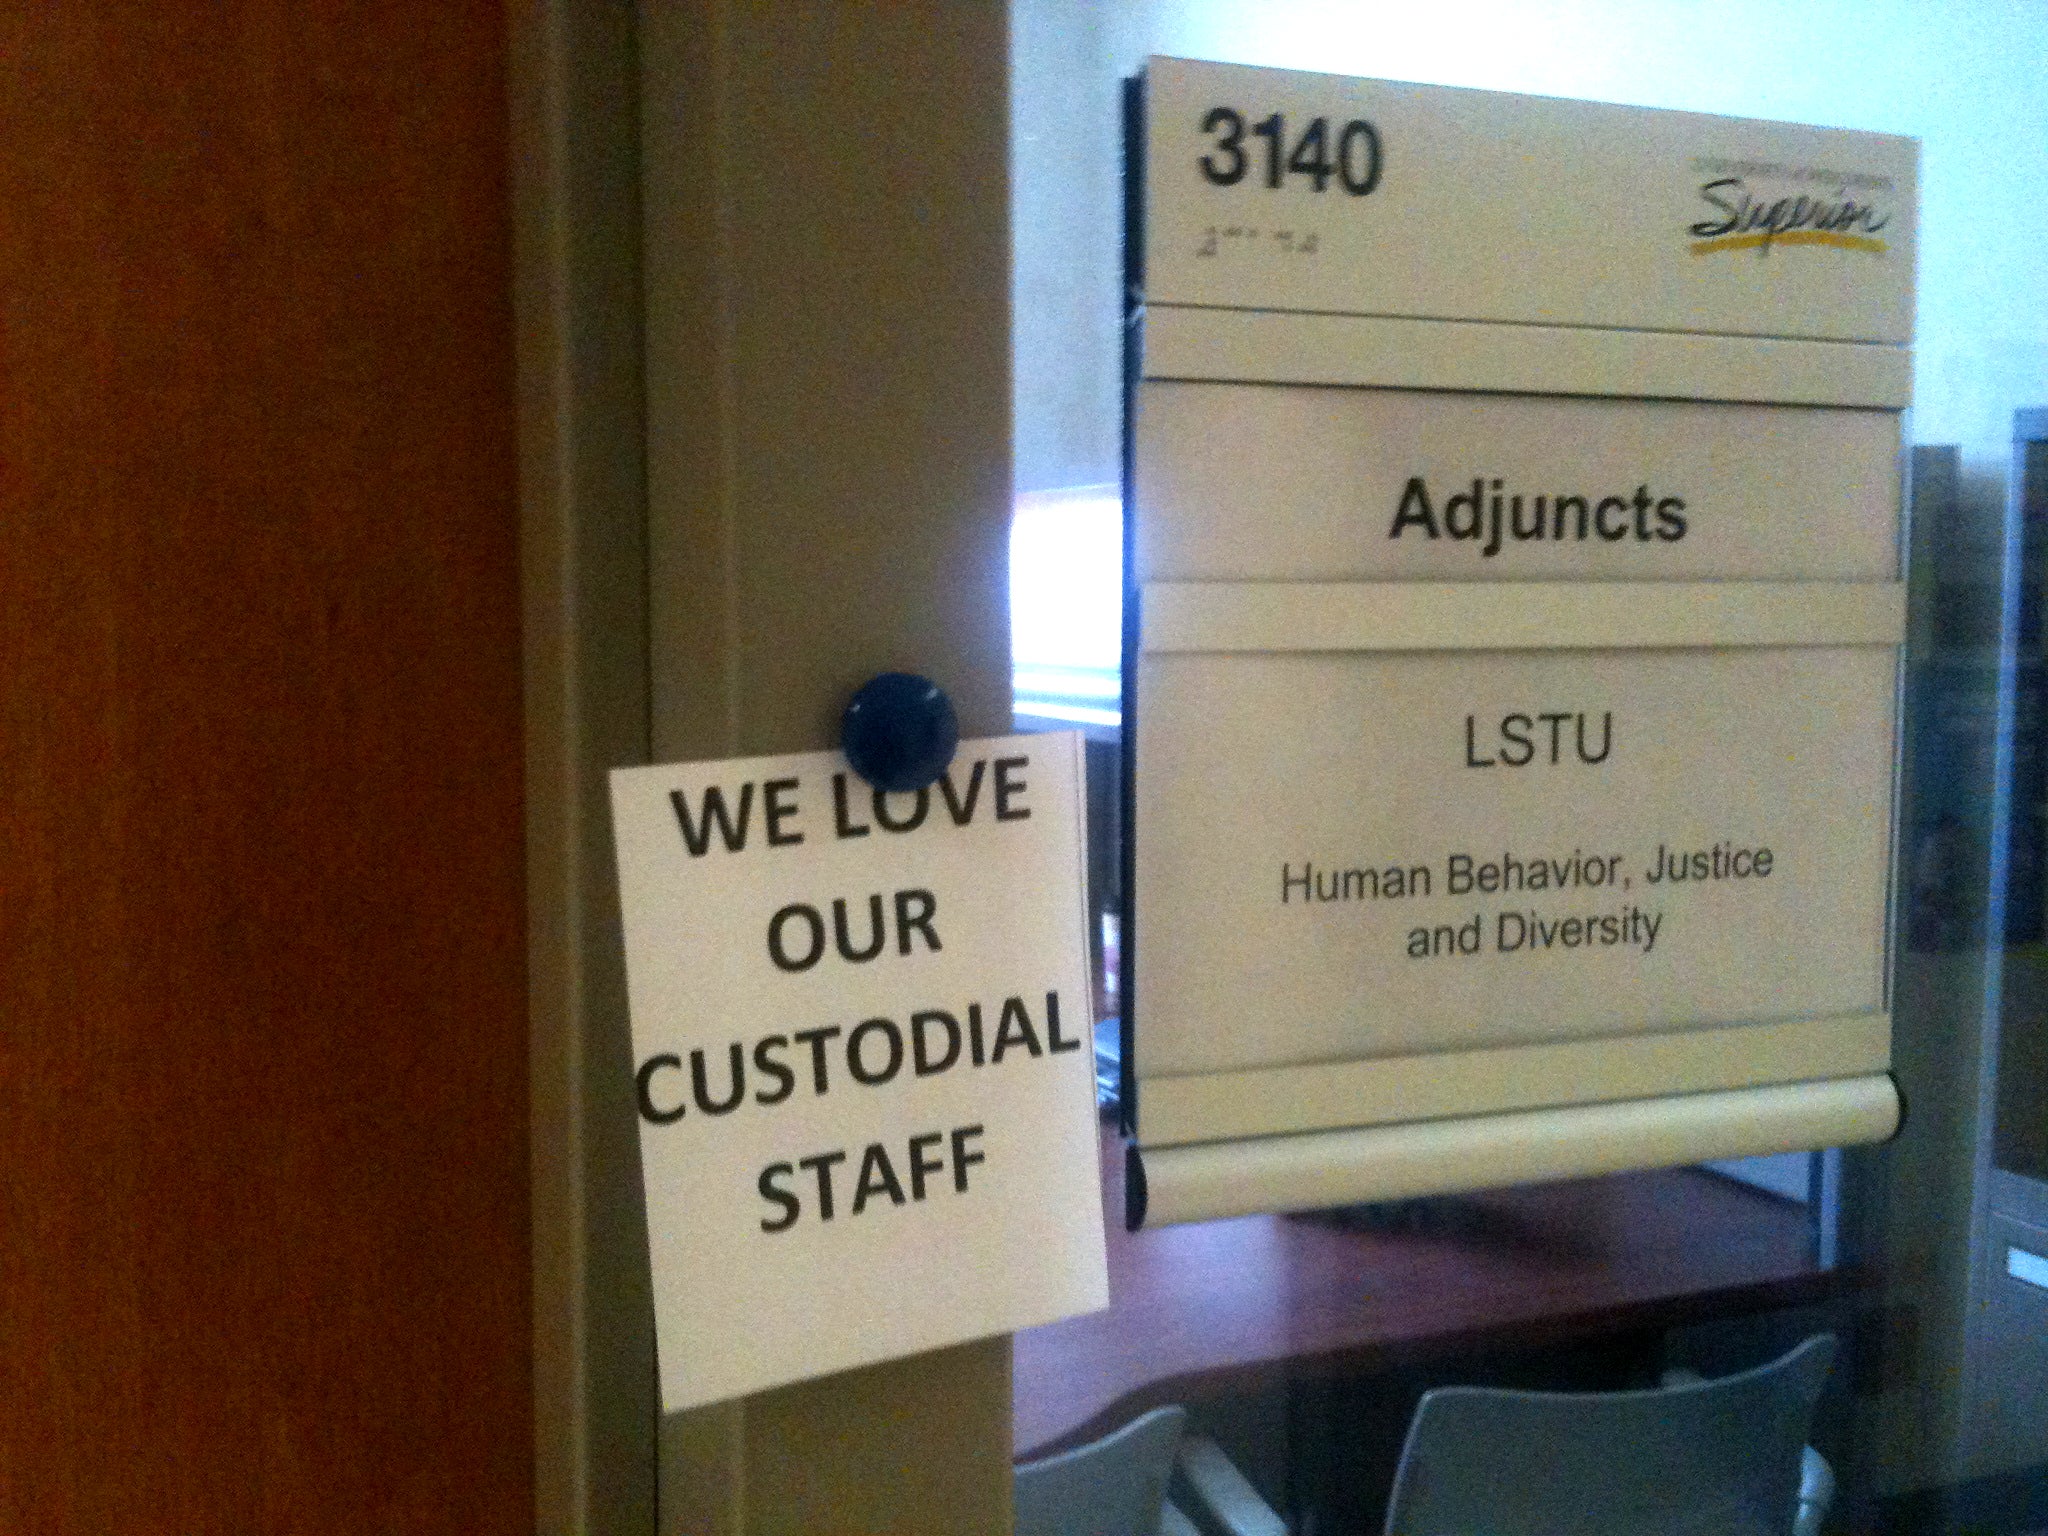 3140
Superior
Adjuncts
LSTU
Human Behavior, Justice
and Diversity
WE LOVE
OUR
CUSTODIAL
STAFF